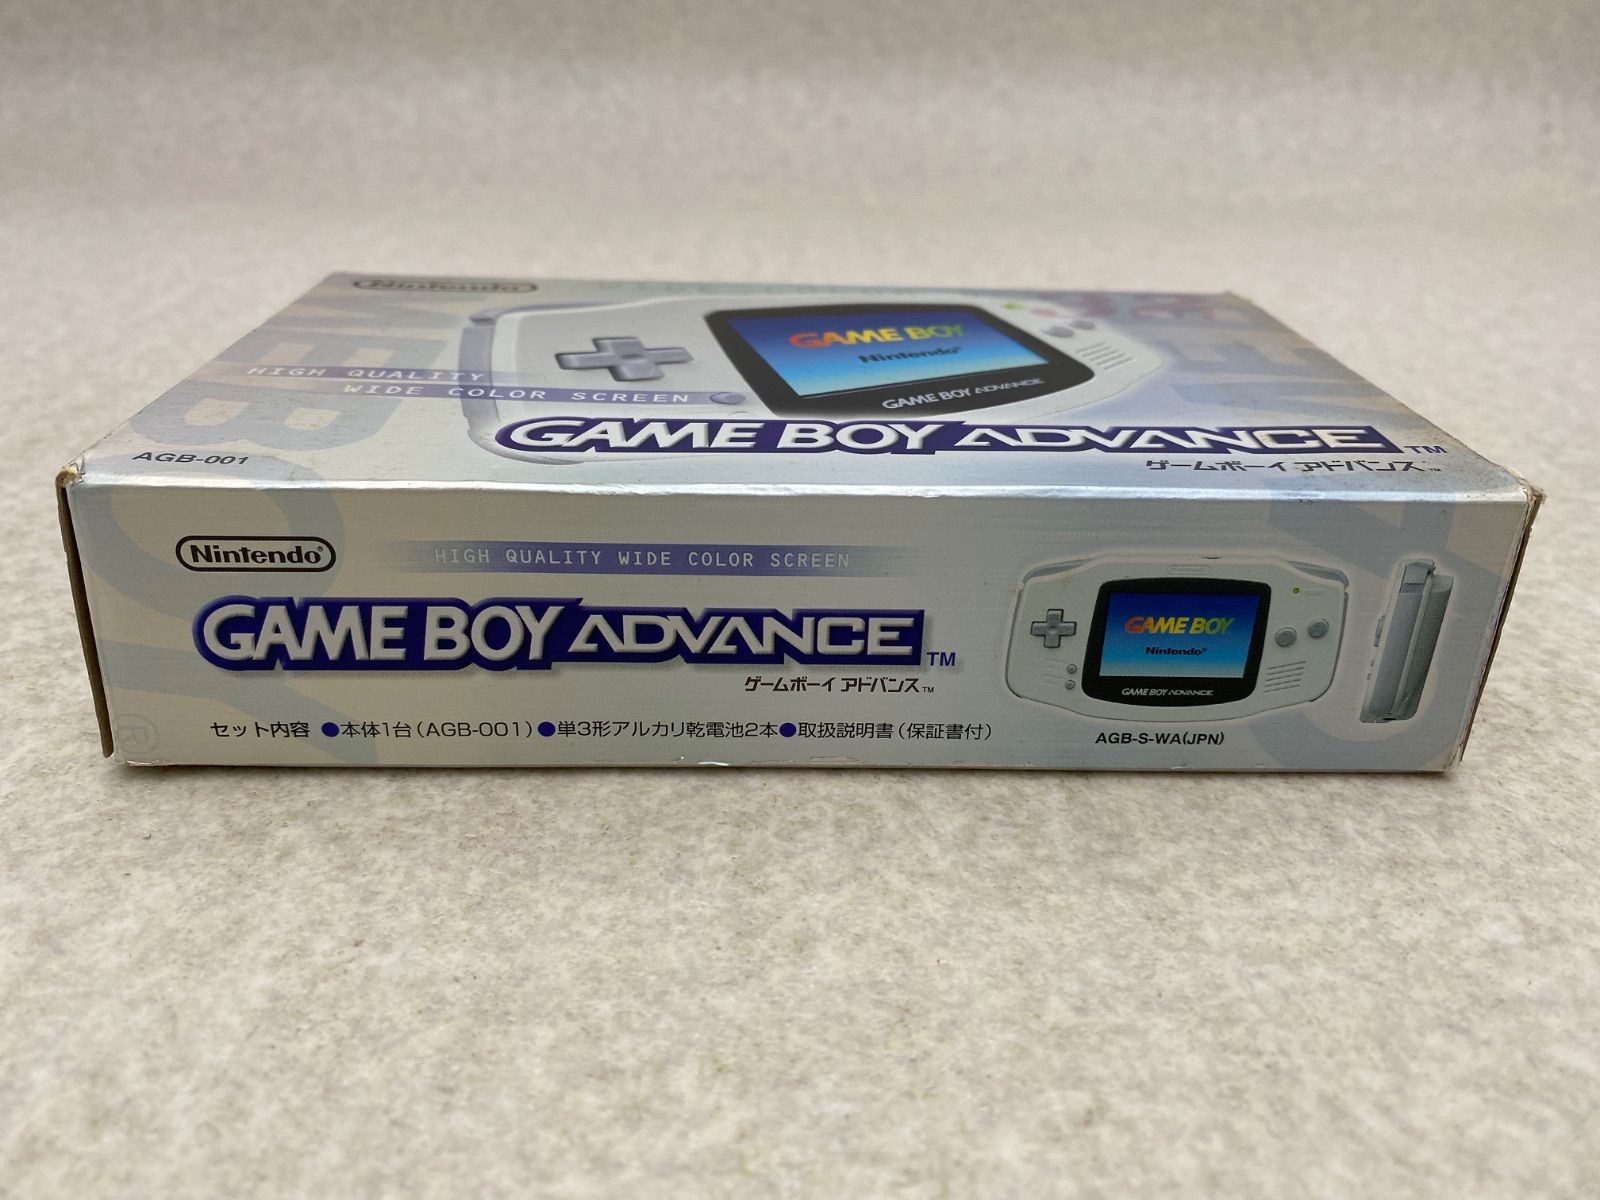 Nintendo
HIGH QUALITY
WIDE COLOR SCREEN
GAME BOY
Nintendo®
GAME BOY ADVANCE
GAME BOY ADVANCE™
ゲームボーイ アドバンス™
AGB-001
Nintendo®
HIGH QUALITY WIDE COLOR SCREEN
GAME BOY ADVANCE™
ゲームボーイ アドバンス™
セット内容 ●本体1台(AGB-001)●単3形アルカリ乾電池2本●取扱説明書(保証書付)
Nintendo
GAME BOY
Nintendo®
GAME BOY ADVANCE
AGB-S-WA(JPN)